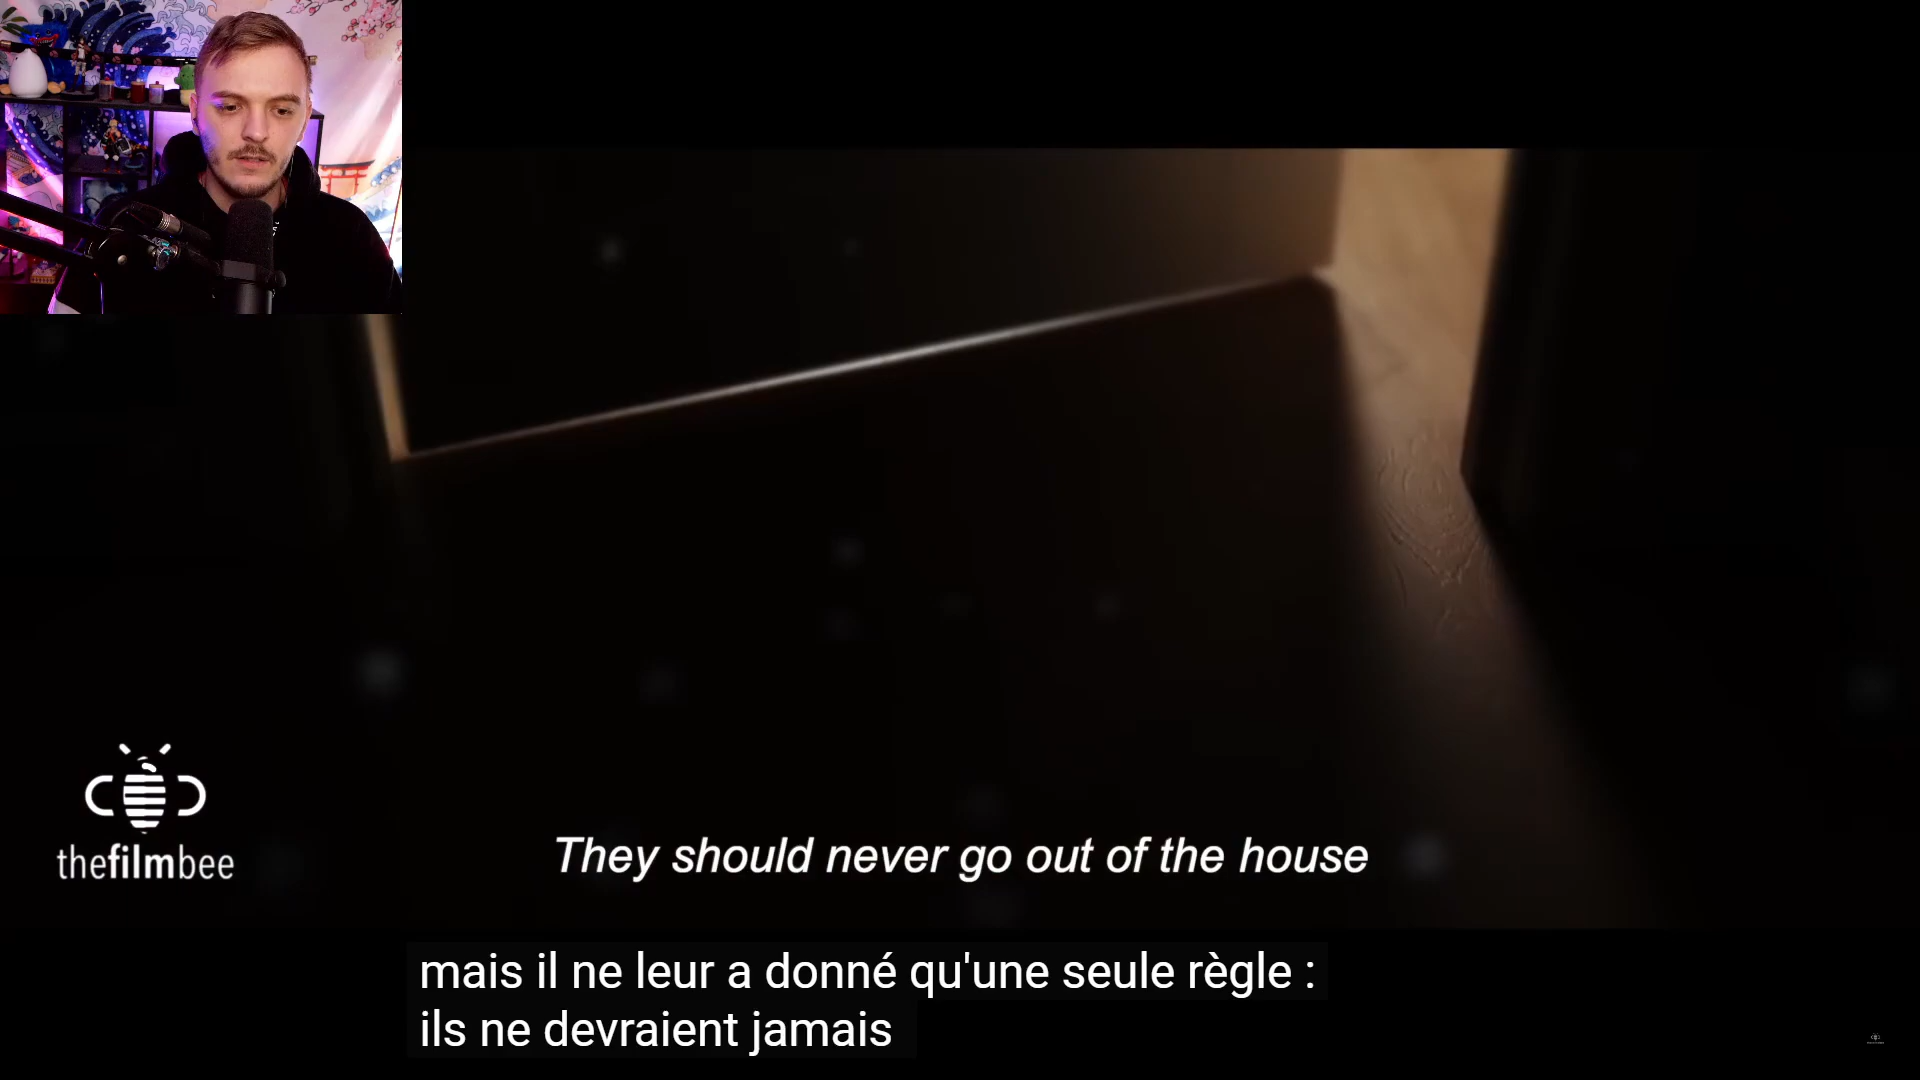 thefilmbee
They should never go out of the house
mais il ne leur a donné qu'une seule règle :
ils ne devraient jamais